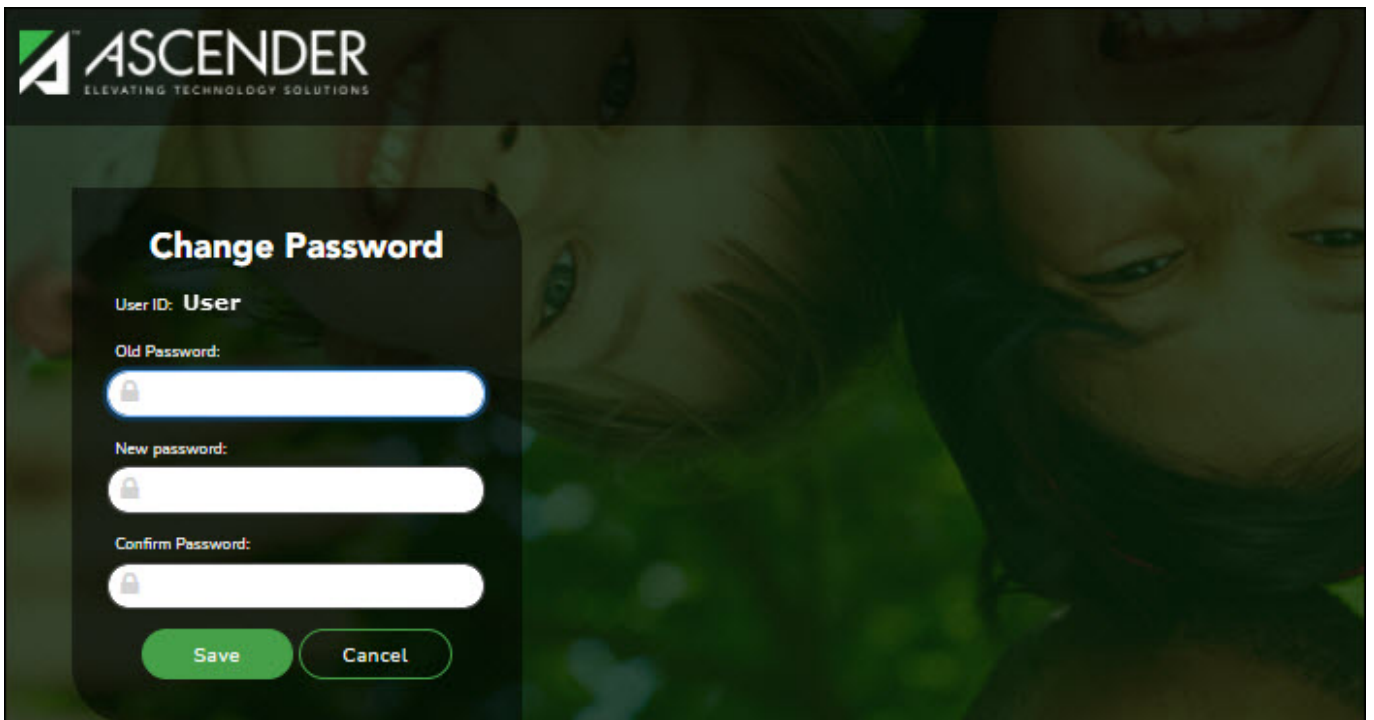 ASCENDER
ELEVATING TECHNOLOGY SOLUTIONS
Change Password
User ID: User
Old Password:
New password:
Confirm Password:
Save Cancel